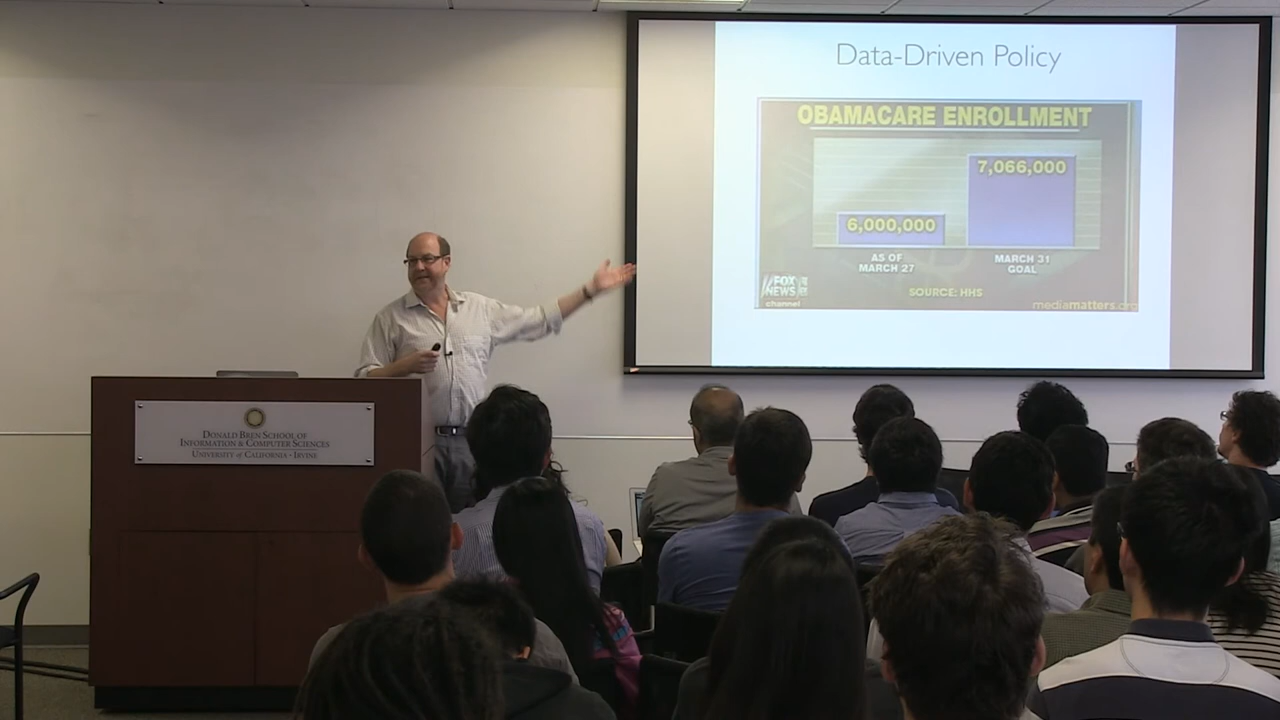 Data-Driven Policy
OBAMACARE ENROLLMENT
7,066,000
6,000,000
AS OF
MARCH 27
MARCH 31
GOAL
SOURCE: HHS
FOX
NEWS
channel
mediamatters.org
DONALD BREN SCHOOL OF
INFORMATION & COMPUTER SCIENCES
UNIVERSITY of CALIFORNIA · IRVINE